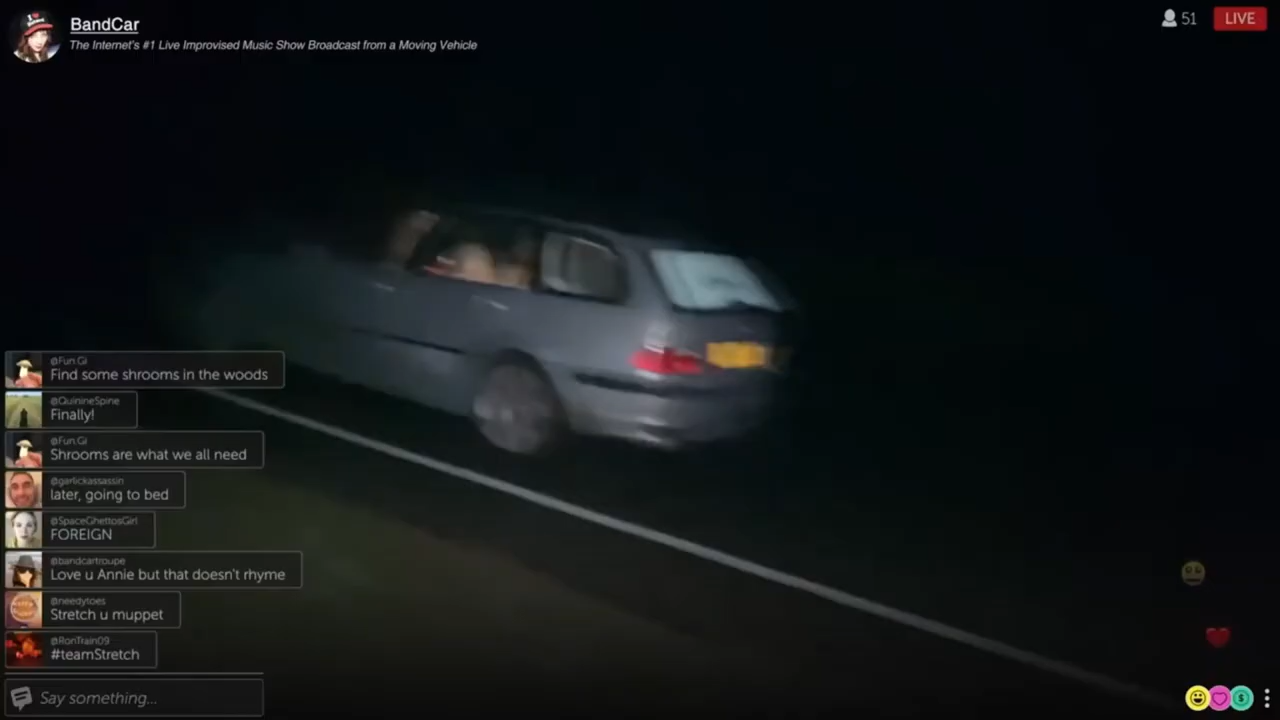 BandCar
The Internet's #1 Live Improvised Music Show Broadcast from a Moving Vehicle
51
LIVE
@Fun.Gi
Find some shrooms in the woods
@QuinineSpine
Finally!
@Fun.Gi
Shrooms are what we all need
@garlickassassin
later, going to bed
@SpaceGhettosGirl
FOREIGN
@bandcartroupe
Love u Annie but that doesn't rhyme
@needytoes
Stretch u muppet
@RonTrain09
#teamStretch
Say something...